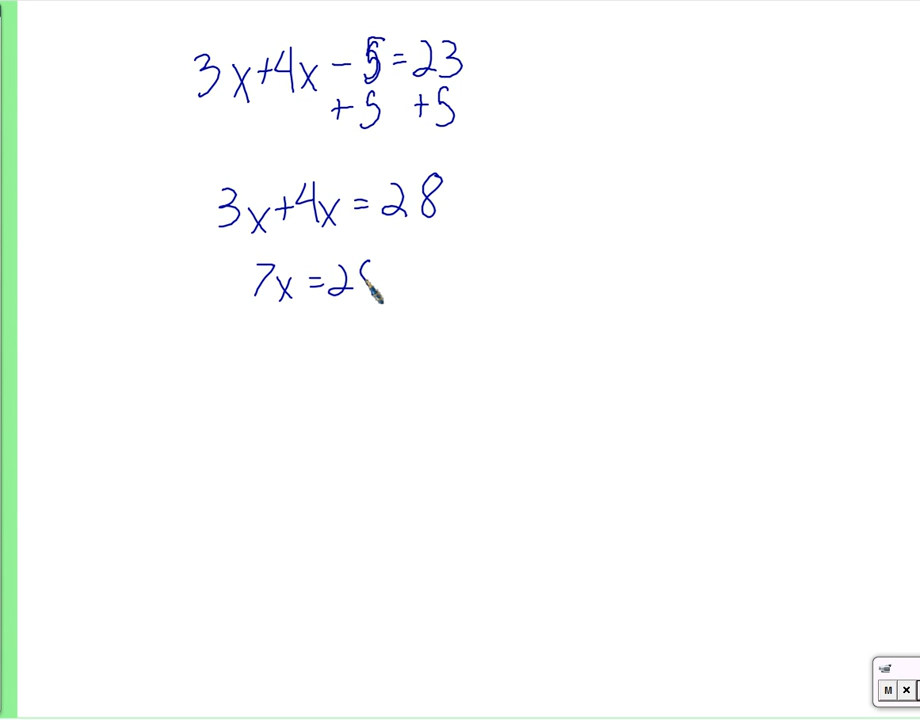 3x+4x-5=23
+5 +5
3x+4x=28
7x=2
M ×